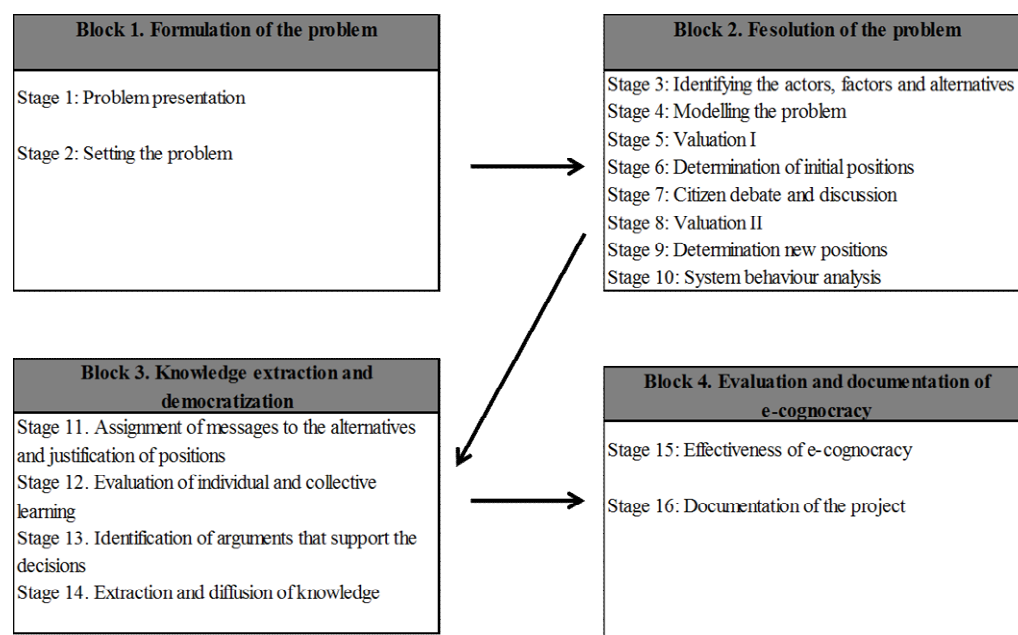 Block 1. Formulation of the problem
Stage 1: Problem presentation
Stage 2: Setting the problem
Block 2. Fesolution of the problem
Stage 3: Identifying the actors, factors and alternatives
Stage 4: Modelling the problem
Stage 5: Valuation I
Stage 6: Determination of initial positions
Stage 7: Citizen debate and discussion
Stage 8: Valuation II
Stage 9: Determination new positions
Stage 10: System behaviour analysis
Block 3. Knowledge extraction and
democratization
Stage 11. Assignment of messages to the alternatives
and justification of positions
Stage 12. Evaluation of individual and collective
learning
Stage 13. Identification of arguments that support the
decisions
Stage 14. Extraction and diffusion of knowledge
Block 4. Evaluation and documentation of
e-cognocracy
Stage 15: Effectiveness of e-cognocracy
Stage 16: Documentation of the project